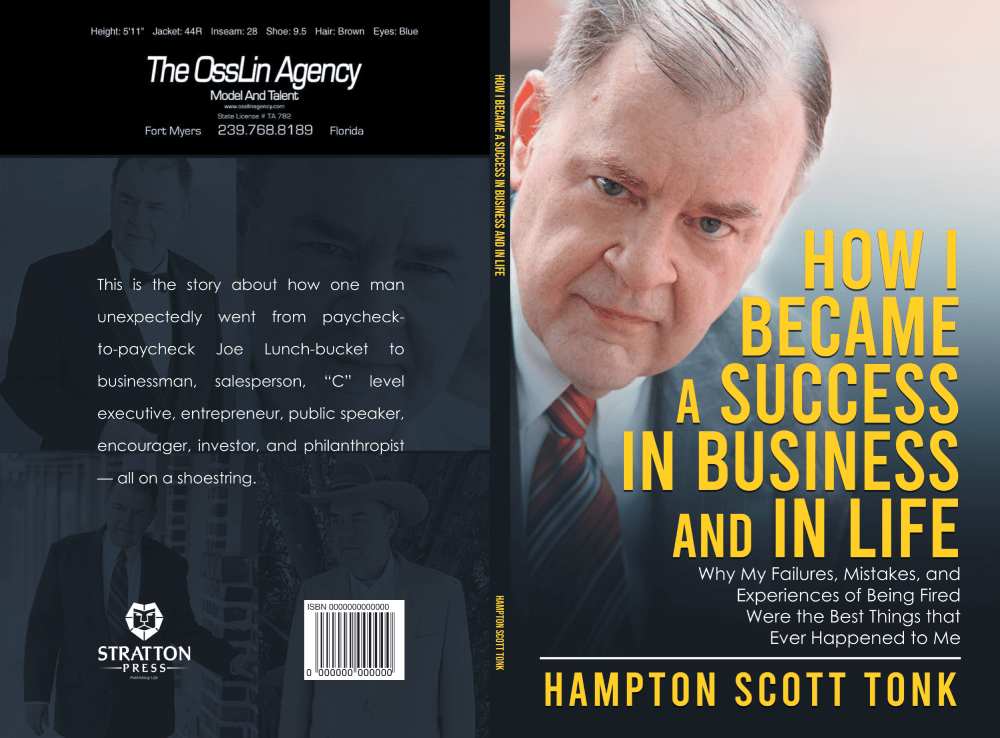 Height: 5'11" Jacket: 44R Inseam: 28 Shoe: 9.5 Hair: Brown Eyes: Blue
The OssLin Agency
Model And Talent
www.osslinagency.com
State License # TA 782
Fort Myers 239.768.8189 Florida
This is the story about how one man
unexpectedly went from paycheck-
to-paycheck Joe Lunch-bucket to
businessman, salesperson, “C” level
executive, entrepreneur, public speaker,
encourager, investor, and philanthropist
— all on a shoestring.
STRATTON
PRESS
Publishing Life
ISBN 0000000000000
0 000000 000000
HOW I BECAME A SUCCESS IN BUSINESS AND IN LIFE
HAMPTON SCOTT TONK
HOW I
BECAME
A SUCCESS
IN BUSINESS
AND IN LIFE
Why My Failures, Mistakes, and
Experiences of Being Fired
Were the Best Things that
Ever Happened to Me
HAMPTON SCOTT TONK